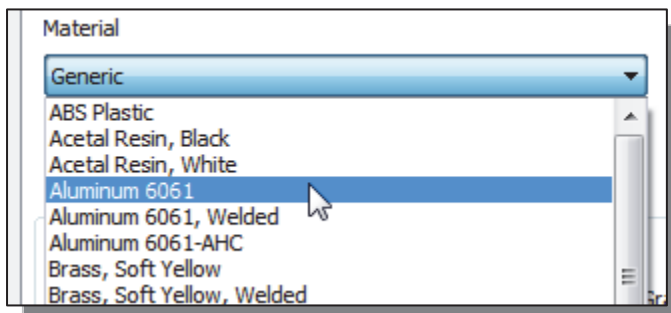 Material
Generic
ABS Plastic
Acetal Resin, Black
Acetal Resin, White
Aluminum 6061
Aluminum 6061, Welded
Aluminum 6061-AHC
Brass, Soft Yellow
Brass, Soft Yellow, Welded